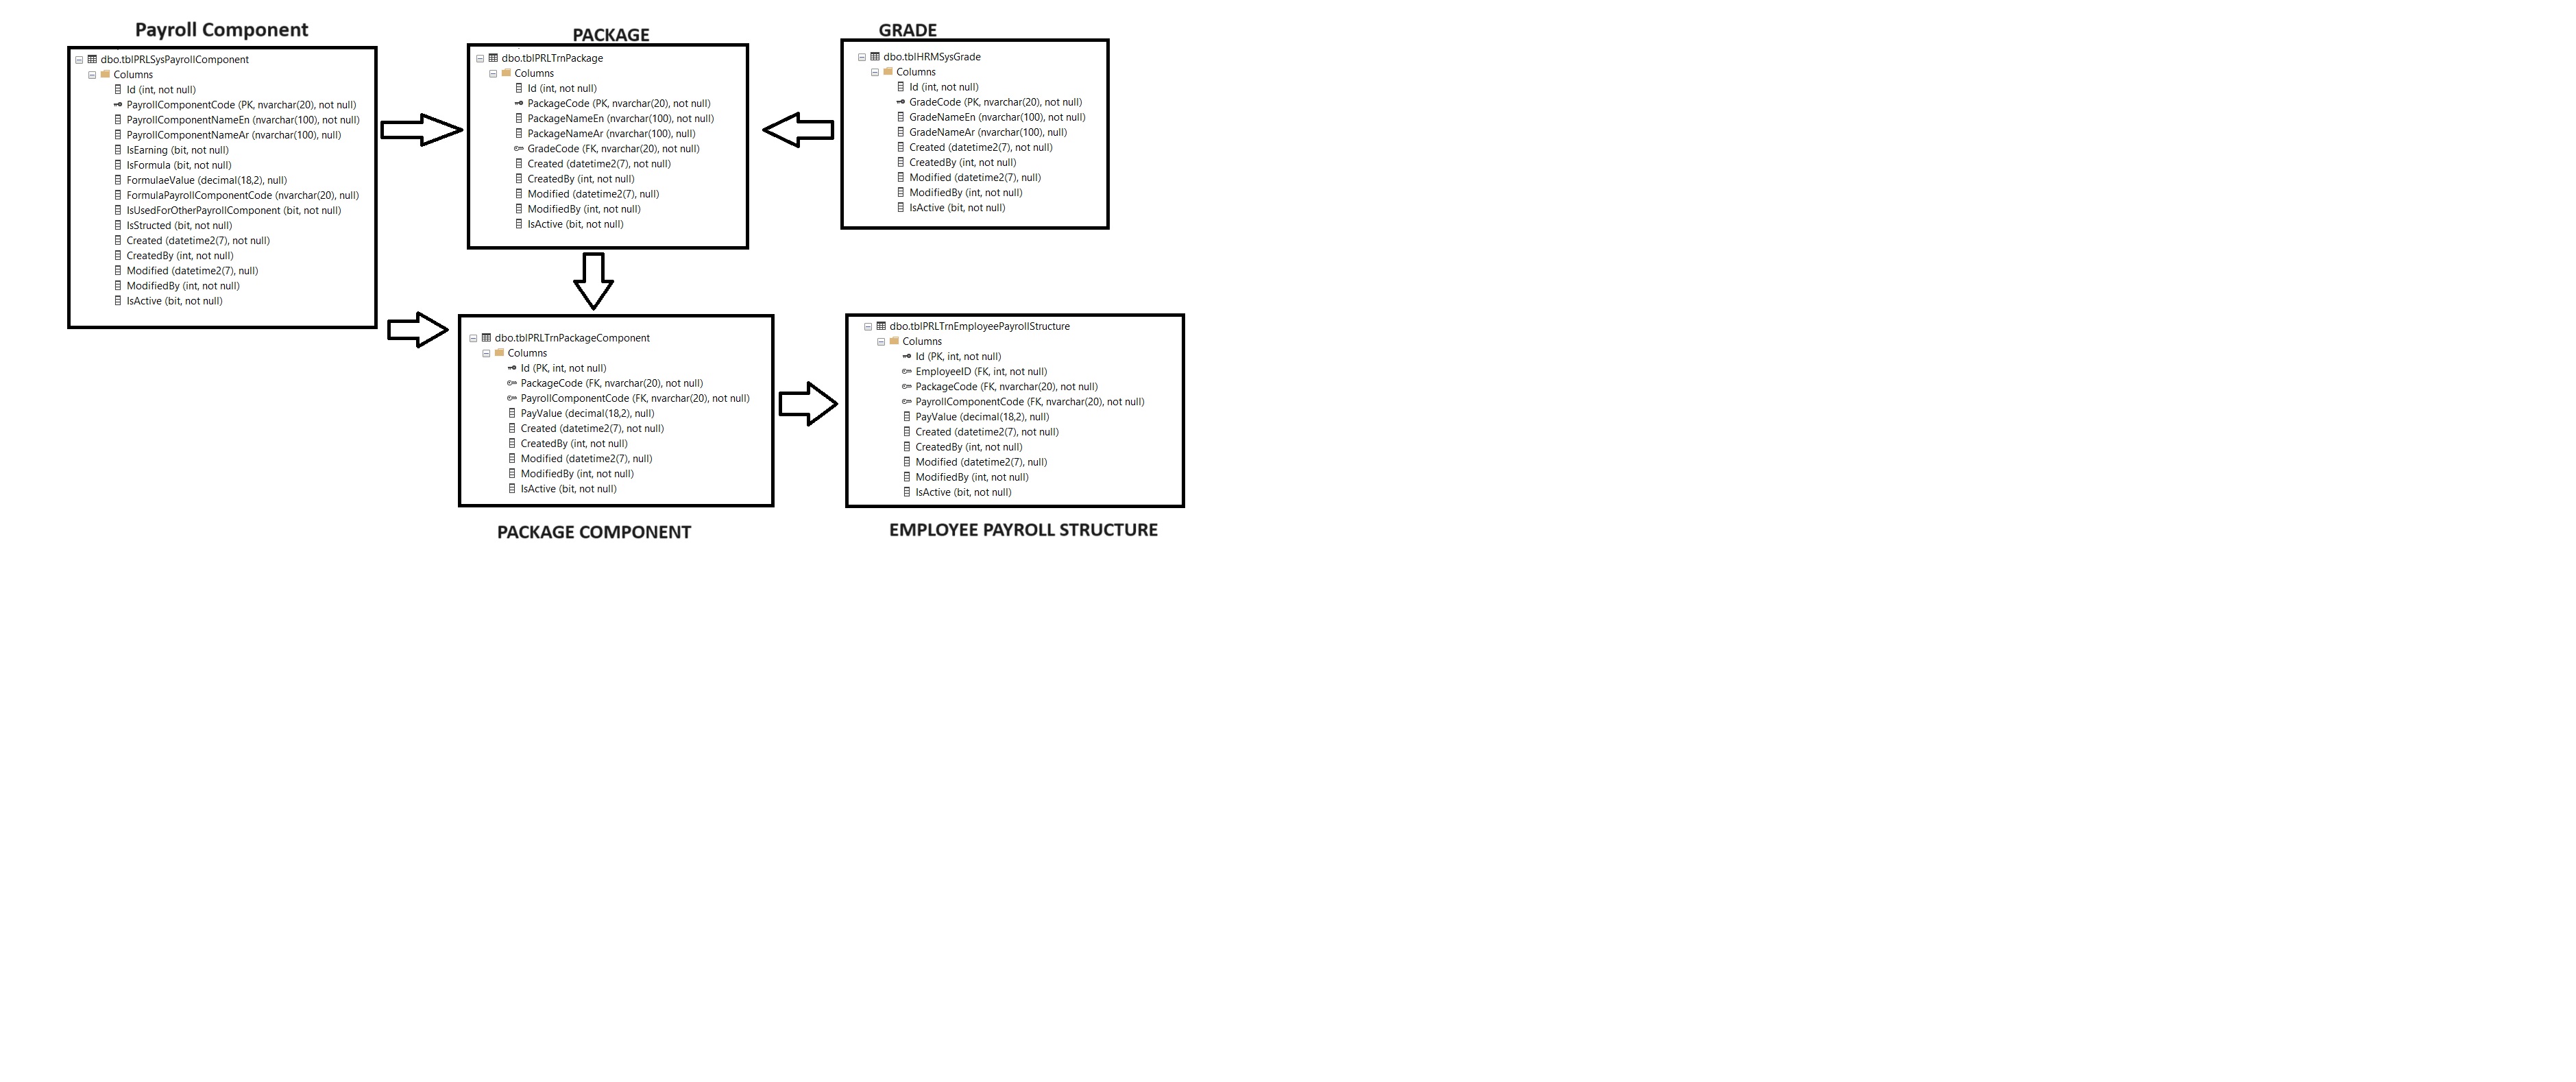 Payroll Component
dbo.tblPRLSysPayrollComponent
Columns
Id (int, not null)
PayrollComponentCode (PK, nvarchar(20), not null)
PayrollComponentNameEn (nvarchar(100), not null)
PayrollComponentNameAr (nvarchar(100), null)
IsEarning (bit, not null)
IsFormula (bit, not null)
FormulaeValue (decimal(18,2), null)
FormulaPayrollComponentCode (nvarchar(20), null)
IsUsedForOtherPayrollComponent (bit, not null)
IsStructed (bit, not null)
Created (datetime2(7), not null)
CreatedBy (int, not null)
Modified (datetime2(7), null)
ModifiedBy (int, not null)
IsActive (bit, not null)
PACKAGE
dbo.tblPRLTrnPackage
Columns
Id (int, not null)
PackageCode (PK, nvarchar(20), not null)
PackageNameEn (nvarchar(100), not null)
PackageNameAr (nvarchar(100), null)
GradeCode (FK, nvarchar(20), not null)
Created (datetime2(7), not null)
CreatedBy (int, not null)
Modified (datetime2(7), null)
ModifiedBy (int, not null)
IsActive (bit, not null)
GRADE
dbo.tblHRMSysGrade
Columns
Id (int, not null)
GradeCode (PK, nvarchar(20), not null)
GradeNameEn (nvarchar(100), not null)
GradeNameAr (nvarchar(100), null)
Created (datetime2(7), not null)
CreatedBy (int, not null)
Modified (datetime2(7), null)
ModifiedBy (int, not null)
IsActive (bit, not null)
dbo.tblPRLTrnPackageComponent
Columns
Id (PK, int, not null)
PackageCode (FK, nvarchar(20), not null)
PayrollComponentCode (FK, nvarchar(20), not null)
PayValue (decimal(18,2), null)
Created (datetime2(7), not null)
CreatedBy (int, not null)
Modified (datetime2(7), null)
ModifiedBy (int, not null)
IsActive (bit, not null)
PACKAGE COMPONENT
dbo.tblPRLTrnEmployeePayrollStructure
Columns
Id (PK, int, not null)
EmployeeID (FK, int, not null)
PackageCode (FK, nvarchar(20), not null)
PayrollComponentCode (FK, nvarchar(20), not null)
PayValue (decimal(18,2), null)
Created (datetime2(7), not null)
CreatedBy (int, not null)
Modified (datetime2(7), null)
ModifiedBy (int, not null)
IsActive (bit, not null)
EMPLOYEE PAYROLL STRUCTURE